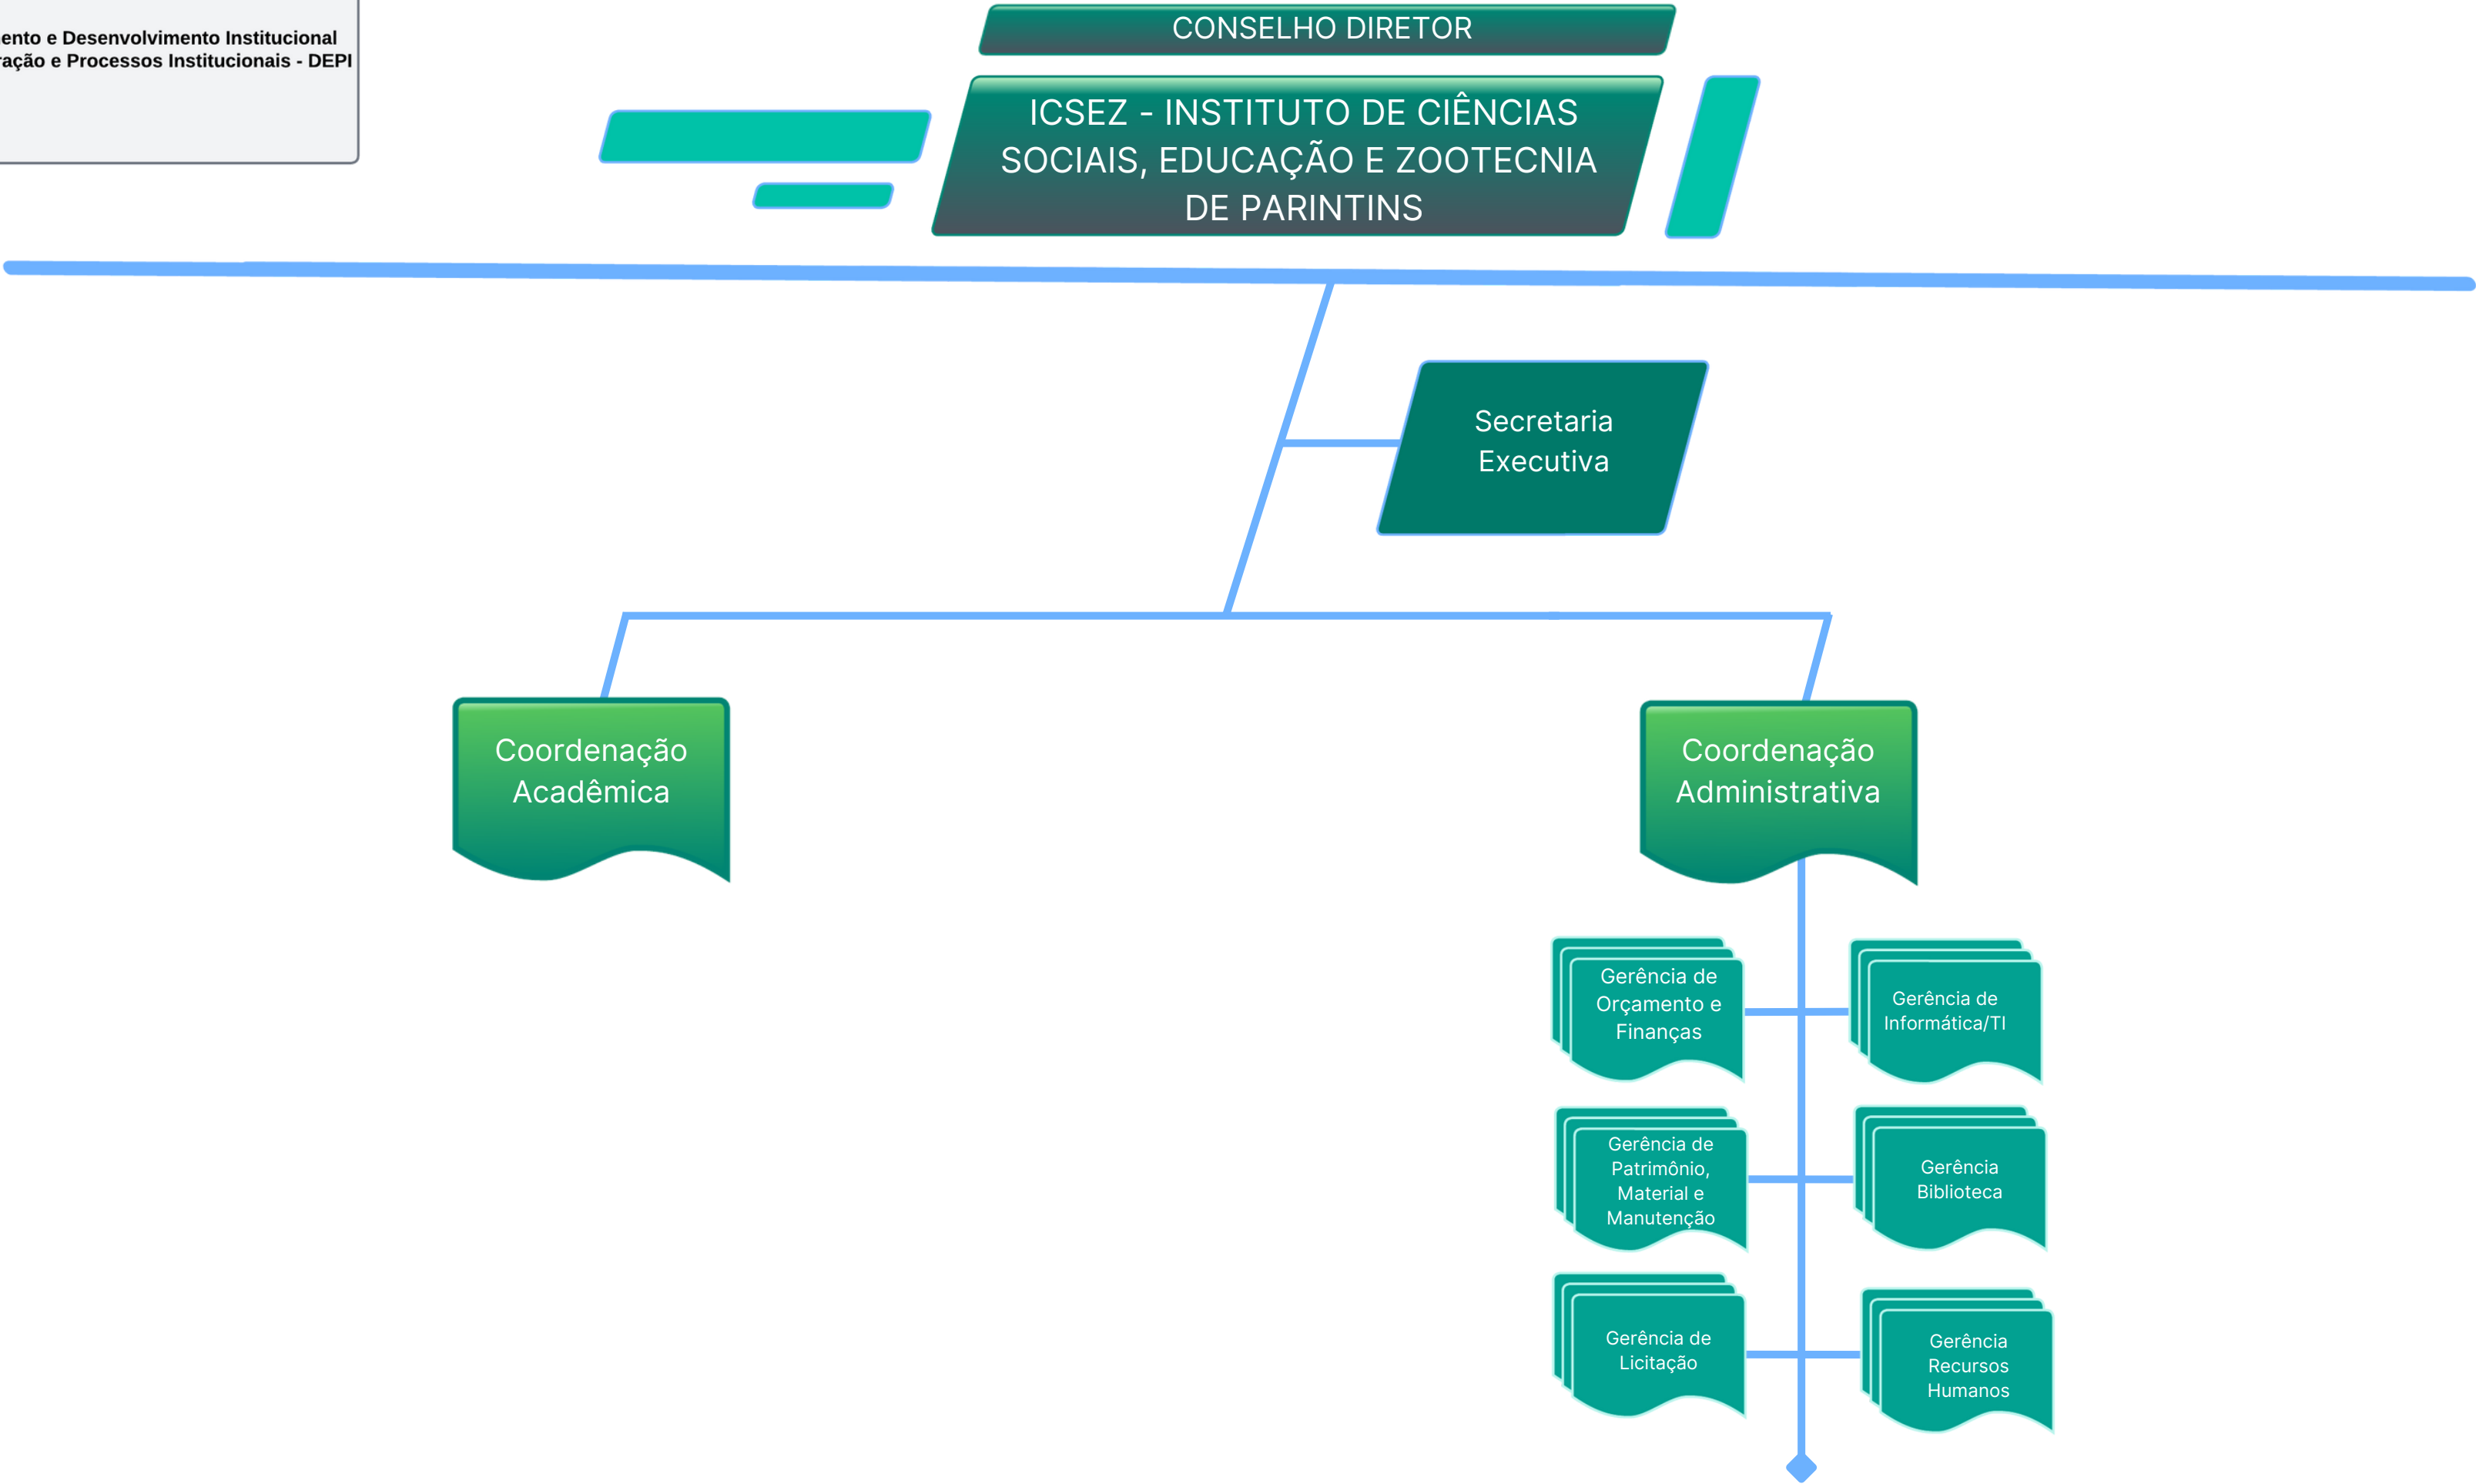 e Desenvolvimento Institucional
e Processos Institucionais - DEPI
CONSELHO DIRETOR
ICSEZ - INSTITUTO DE CIÊNCIAS
SOCIAIS, EDUCAÇÃO E ZOOTECNIA
DE PARINTINS
Secretaria
Executiva
Coordenação
Acadêmica
Coordenação
Administrativa
Gerência de
Orçamento e
Finanças
Gerência de
Informática/TI
Gerência de
Patrimônio,
Material e
Manutenção
Gerência
Biblioteca
Gerência de
Licitação
Gerência
Recursos
Humanos